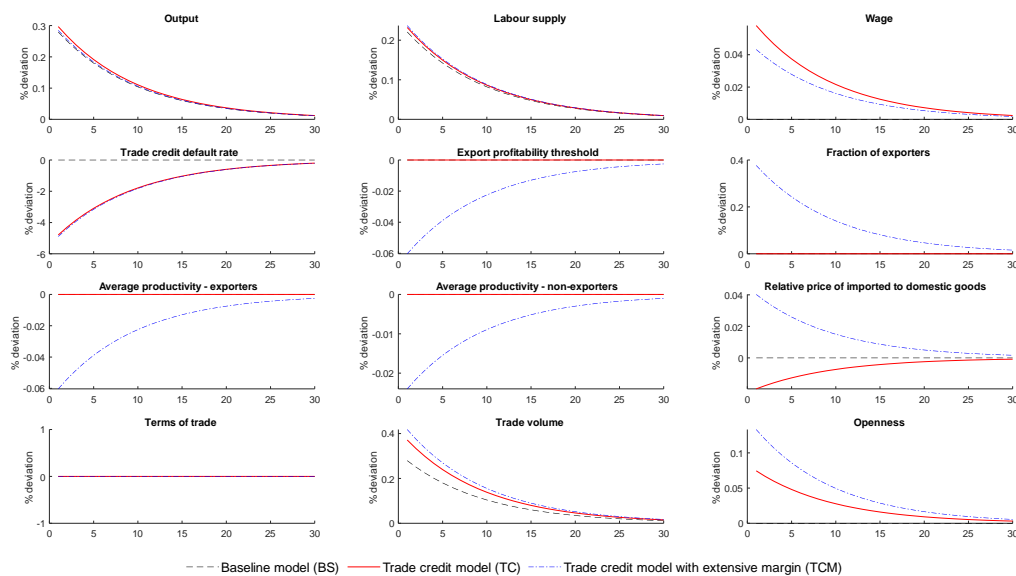 Output
Labour supply
Wage
% deviation
0.3
0.2
0.1
0
0 5 10 15 20 25 30
% deviation
0.2
0.1
0
0 5 10 15 20 25 30
% deviation
0.04
0.02
0
0 5 10 15 20 25 30
Trade credit default rate
Export profitability threshold
Fraction of exporters
% deviation
0
-2
-4
-6
0 5 10 15 20 25 30
% deviation
0
-0.02
-0.04
-0.06
0 5 10 15 20 25 30
% deviation
0.4
0.2
0
0 5 10 15 20 25 30
Average productivity - exporters
Average productivity - non-exporters
Relative price of imported to domestic goods
% deviation
0
-0.02
-0.04
-0.06
0 5 10 15 20 25 30
% deviation
0
-0.01
-0.02
0 5 10 15 20 25 30
% deviation
0.04
0.02
0
0 5 10 15 20 25 30
Terms of trade
Trade volume
Openness
% deviation
1
0
-1
0 5 10 15 20 25 30
% deviation
0.4
0.2
0
0 5 10 15 20 25 30
% deviation
0.1
0.05
0
0 5 10 15 20 25 30
Baseline model (BS) Trade credit model (TC) Trade credit model with extensive margin (TCM)